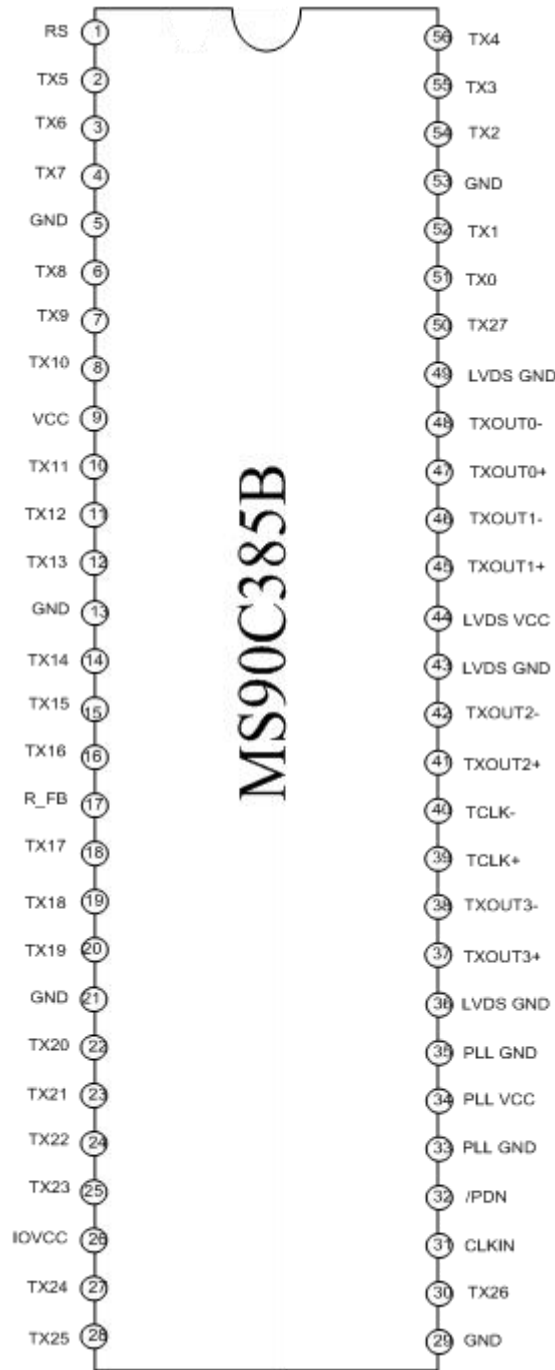 RS 1
TX5 2
TX6 3
TX7 4
GND 5
TX8 6
TX9 7
TX10 8
VCC 9
TX11 10
TX12 11
TX13 12
GND 13
TX14 14
TX15 15
TX16 16
R_FB 17
TX17 18
TX18 19
TX19 20
GND 21
TX20 22
TX21 23
TX22 24
TX23 25
IOVCC 26
TX24 27
TX25 28
MS90C385B
56 TX4
55 TX3
54 TX2
53 GND
52 TX1
51 TX0
50 TX27
49 LVDS GND
48 TXOUT0-
47 TXOUT0+
46 TXOUT1-
45 TXOUT1+
44 LVDS VCC
43 LVDS GND
42 TXOUT2-
41 TXOUT2+
40 TCLK-
39 TCLK+
38 TXOUT3-
37 TXOUT3+
36 LVDS GND
35 PLL GND
34 PLL VCC
33 PLL GND
32 /PDN
31 CLKIN
30 TX26
29 GND